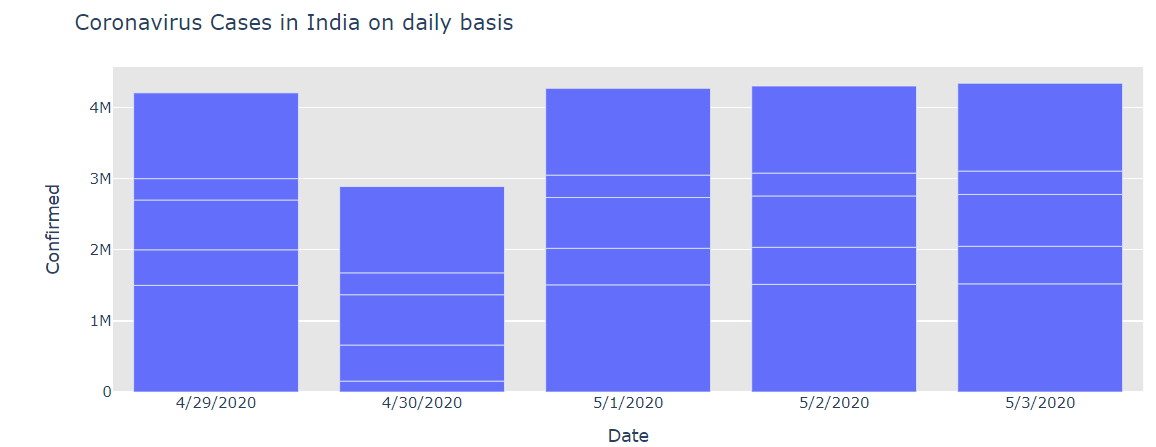 Coronavirus Cases in India on daily basis
4M
3M
2M
1M
0
Confirmed
4/29/2020
4/30/2020
5/1/2020
5/2/2020
5/3/2020
Date